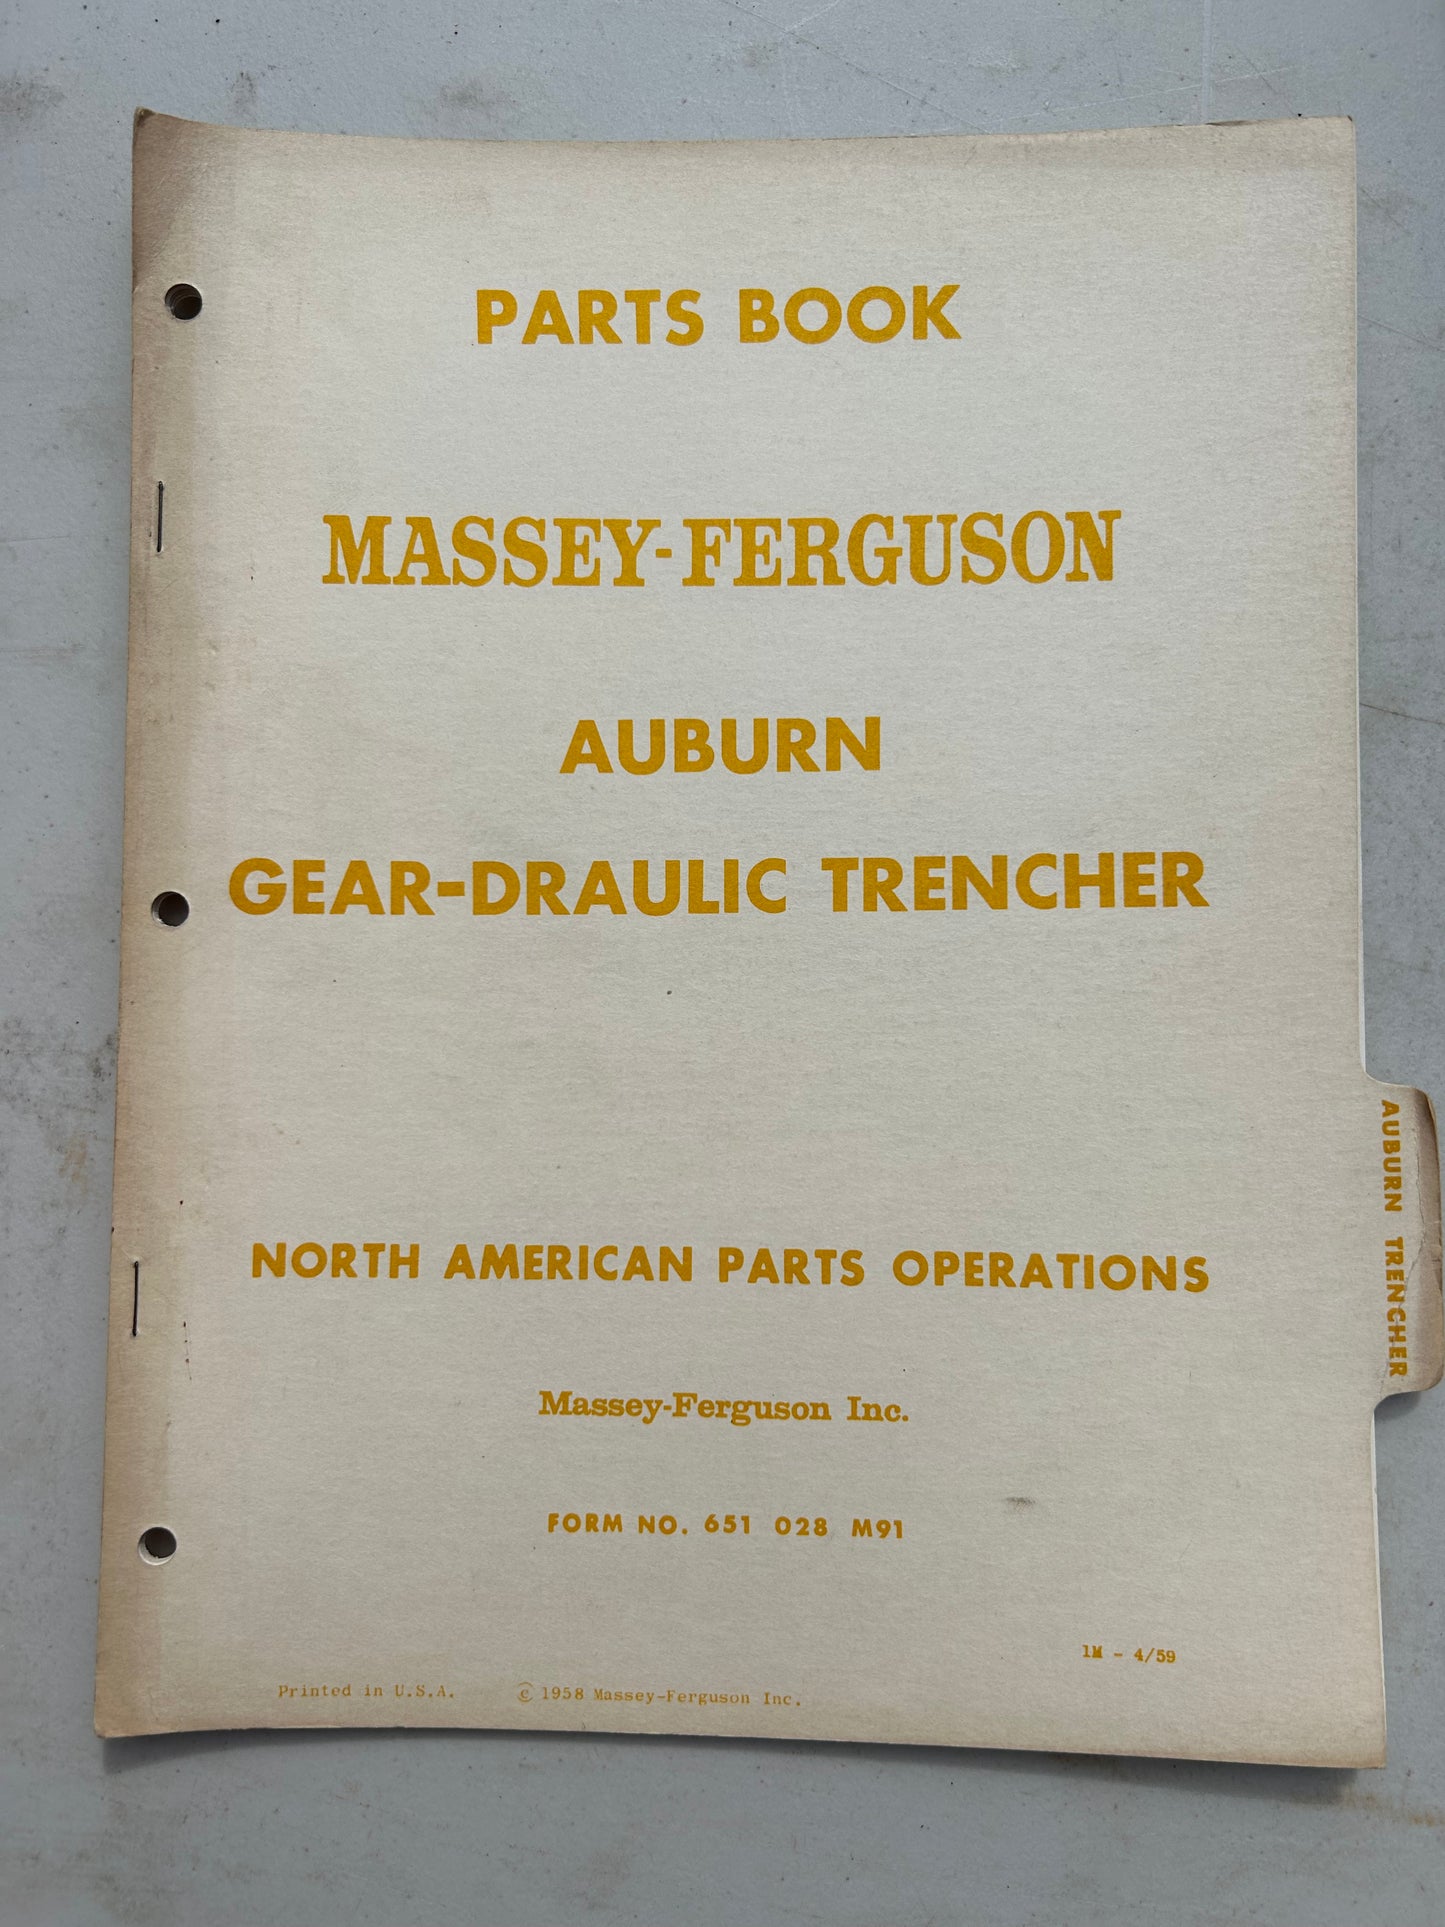 PARTS BOOK
MASSEY-FERGUSON
AUBURN
GEAR-DRAULIC TRENCHER
AUBURN TRENCHER
NORTH AMERICAN PARTS OPERATIONS
Massey-Ferguson Inc.
FORM NO. 651 028 M91
1M - 4/59
Printed in U.S.A. © 1958 Massey-Ferguson Inc.